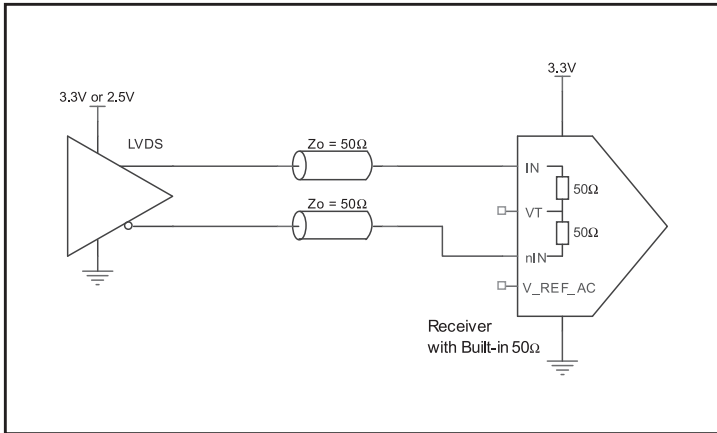 3.3V or 2.5V
LVDS
Zo = 50Ω
Zo = 50Ω
3.3V
IN
50Ω
VT
50Ω
nIN
V_REF_AC
Receiver
with Built-in 50Ω